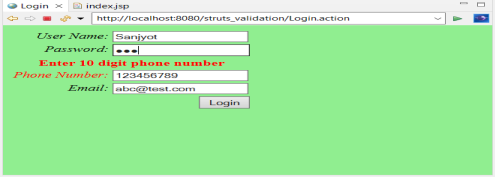 Login
index.jsp
http://localhost:8080/struts_validation/Login.action
User Name: Sanjyot
Password: •••
Enter 10 digit phone number
Phone Number: 123456789
Email: abc@test.com
Login